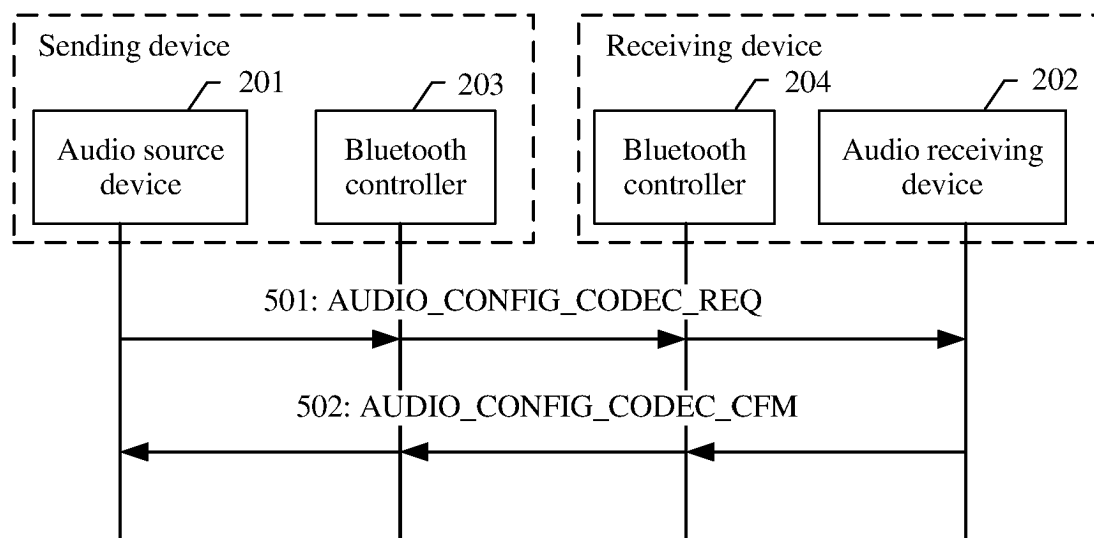 Sending device
Receiving device
201
203
204
202
Audio source
device
Bluetooth
controller
Bluetooth
controller
Audio receiving
device
501: AUDIO_CONFIG_CODEC_REQ
502: AUDIO_CONFIG_CODEC_CFM